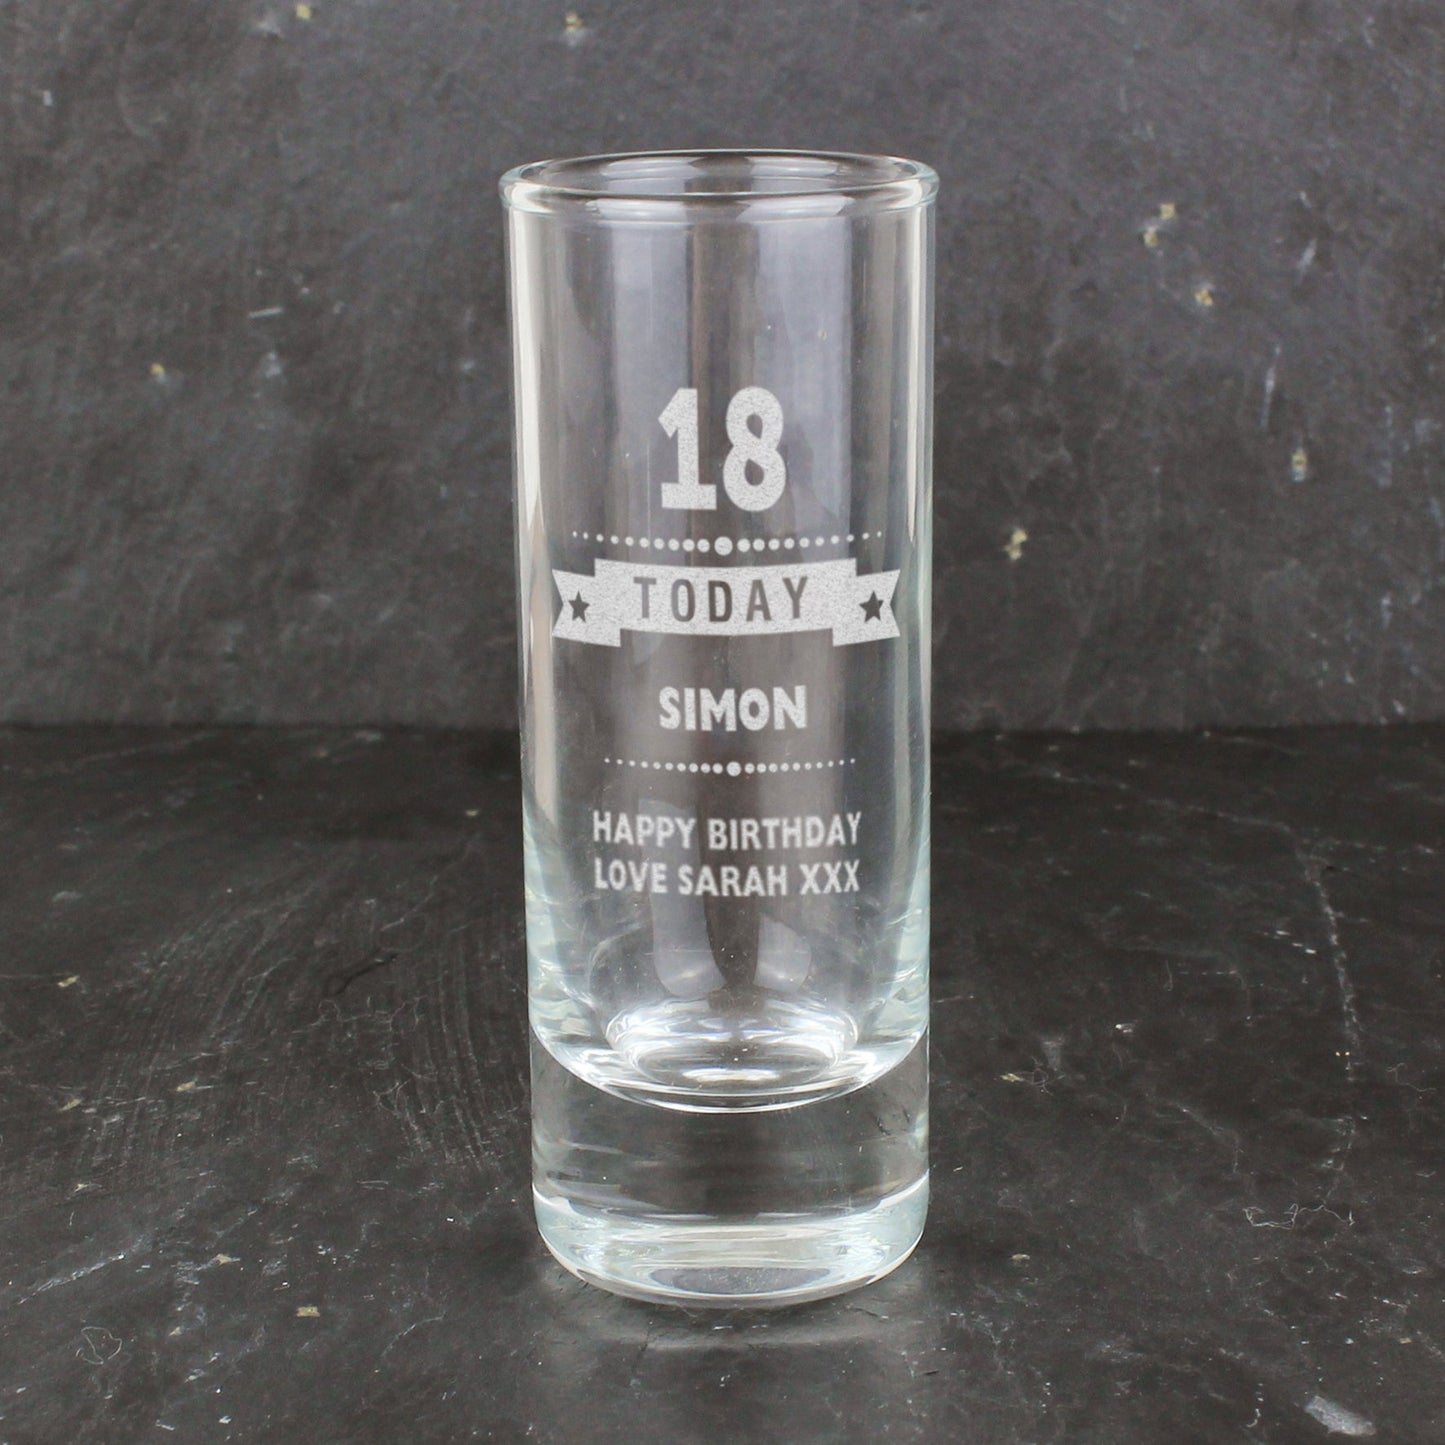 18
TODAY
SIMON
HAPPY BIRTHDAY
LOVE SARAH XXX